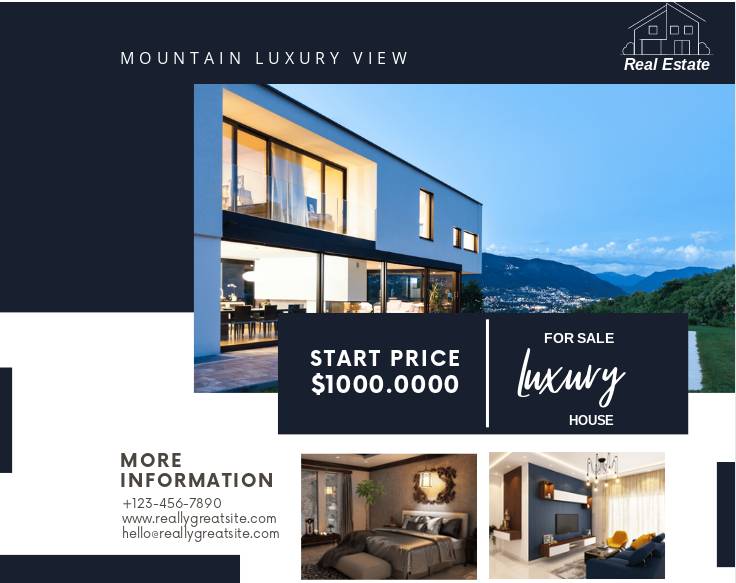 MOUNTAIN LUXURY VIEW
Real Estate
START PRICE
$1000.0000
FOR SALE
Luxury
HOUSE
MORE
INFORMATION
+123-456-7890
www.reallygreatsite.com
hello@reallygreatsite.com